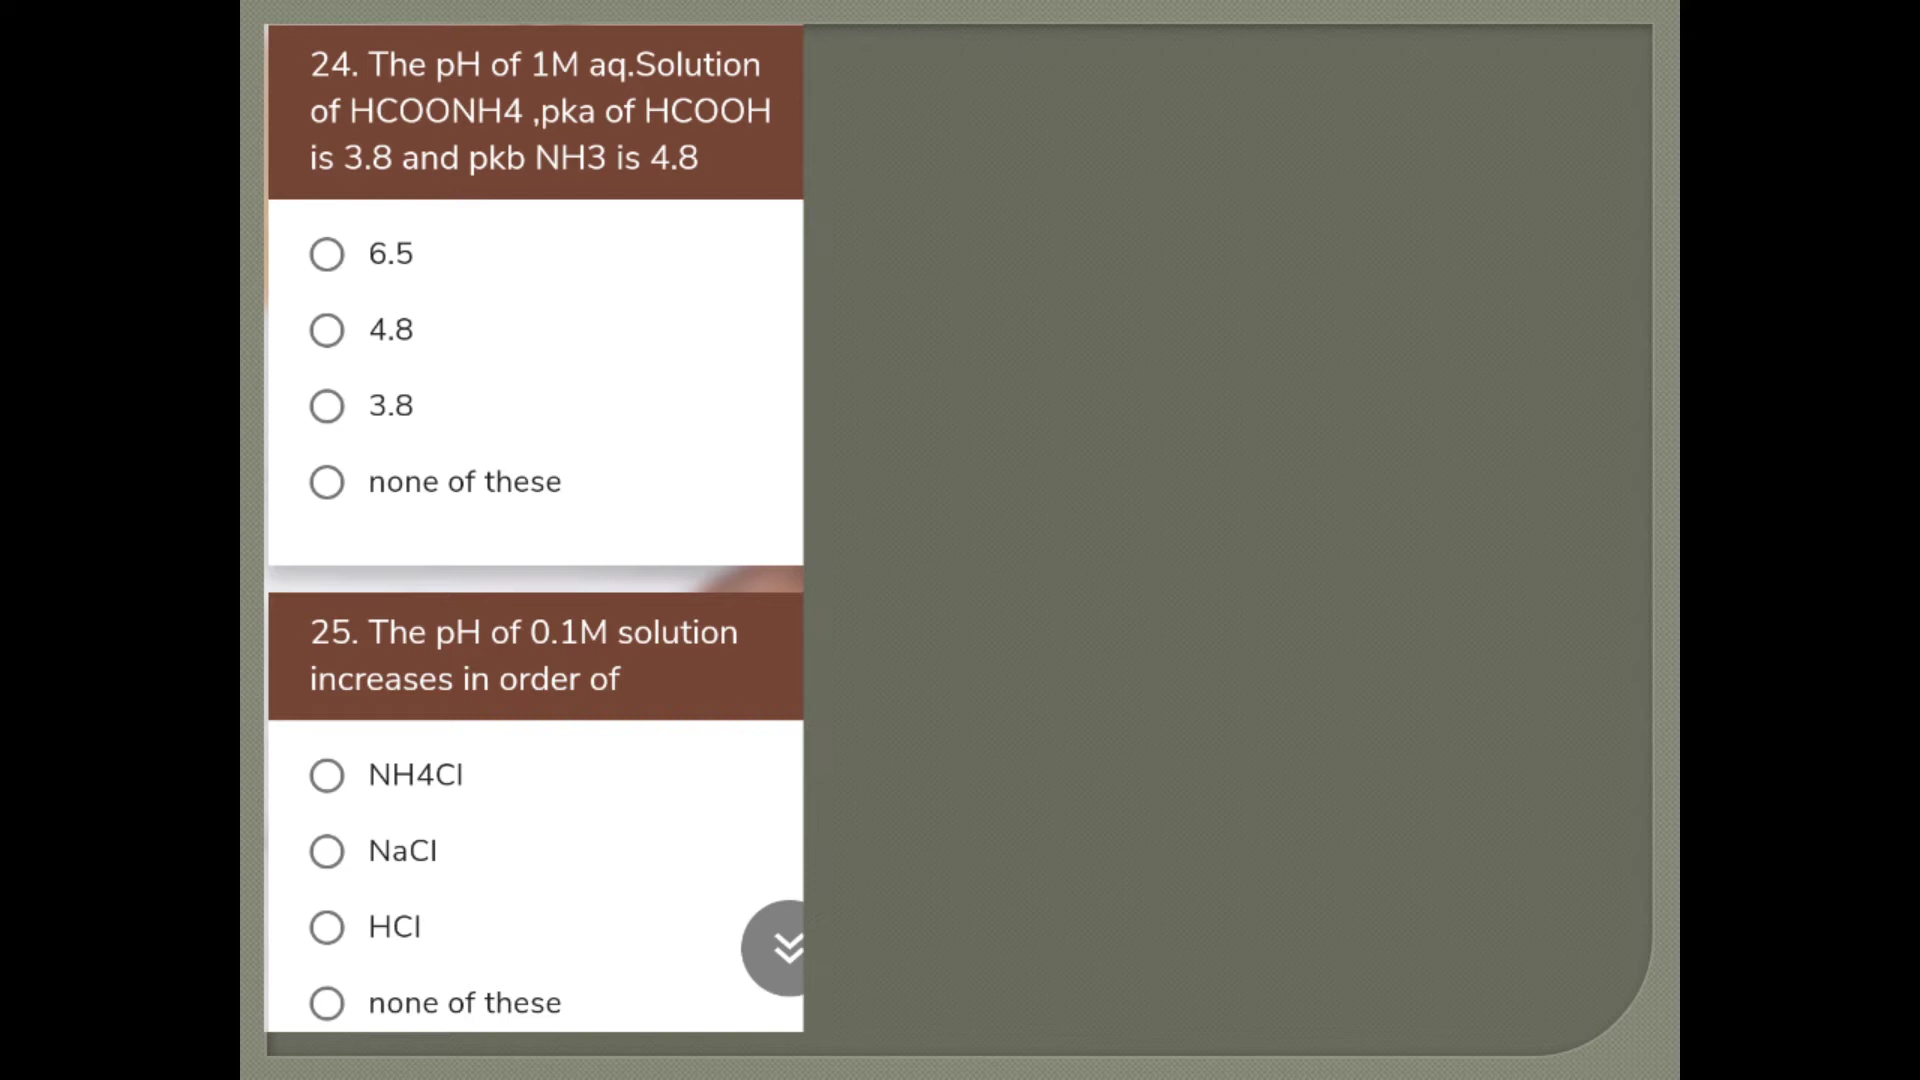 24. The pH of 1M aq.Solution
of HCOONH4 ,pka of HCOOH
is 3.8 and pkb NH3 is 4.8
6.5
4.8
3.8
none of these
25. The pH of 0.1M solution
increases in order of
NH4Cl
NaCl
HCl
none of these